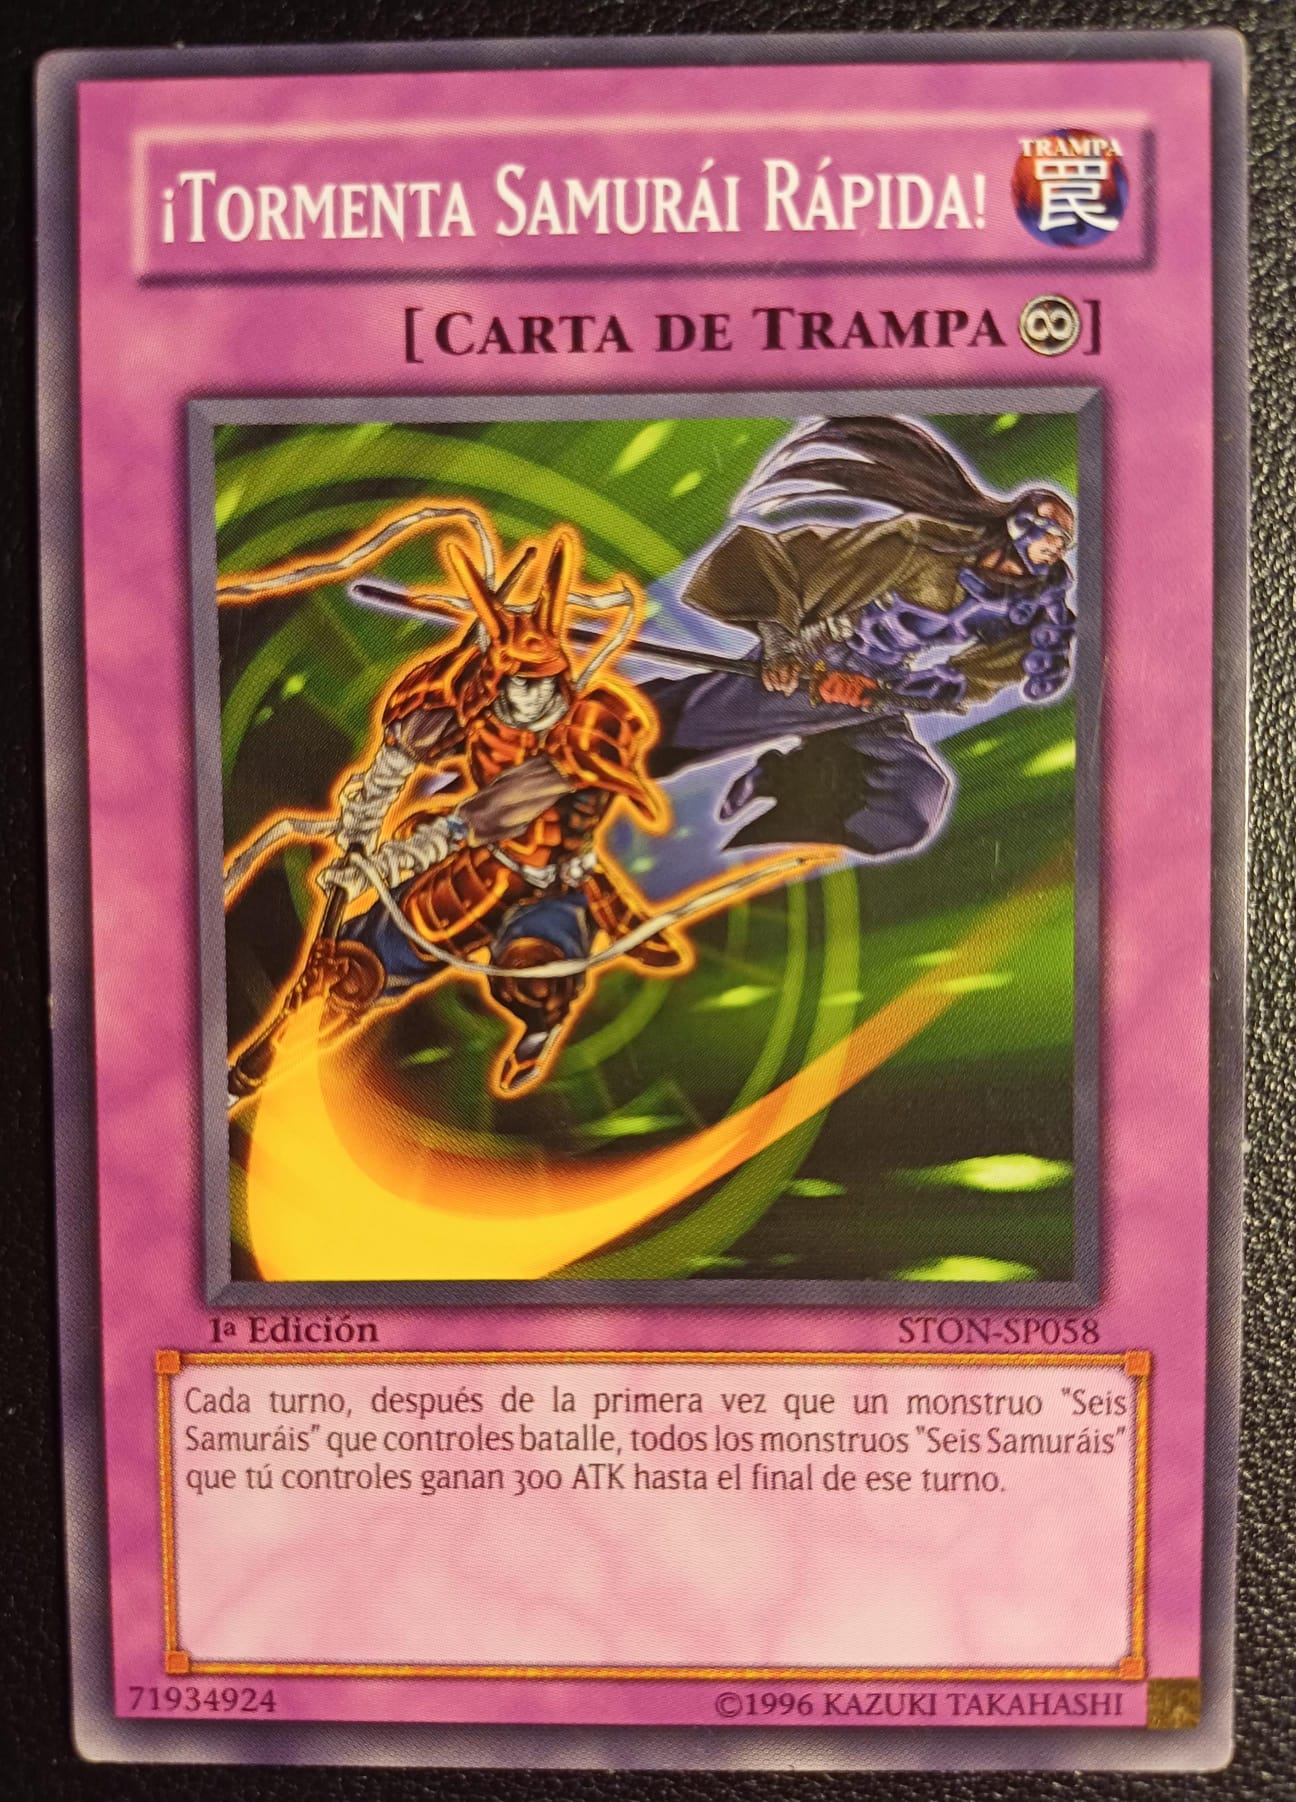 ¡Tormenta Samurái Rápida!
TRAMPA
罠
[Carta de Trampa ∞]
1ª Edición
STON-SP058
Cada turno, después de la primera vez que un monstruo "Seis
Samuráis" que controles batalle, todos los monstruos "Seis Samuráis"
que tú controles ganan 300 ATK hasta el final de ese turno.
71934924
©1996 KAZUKI TAKAHASHI